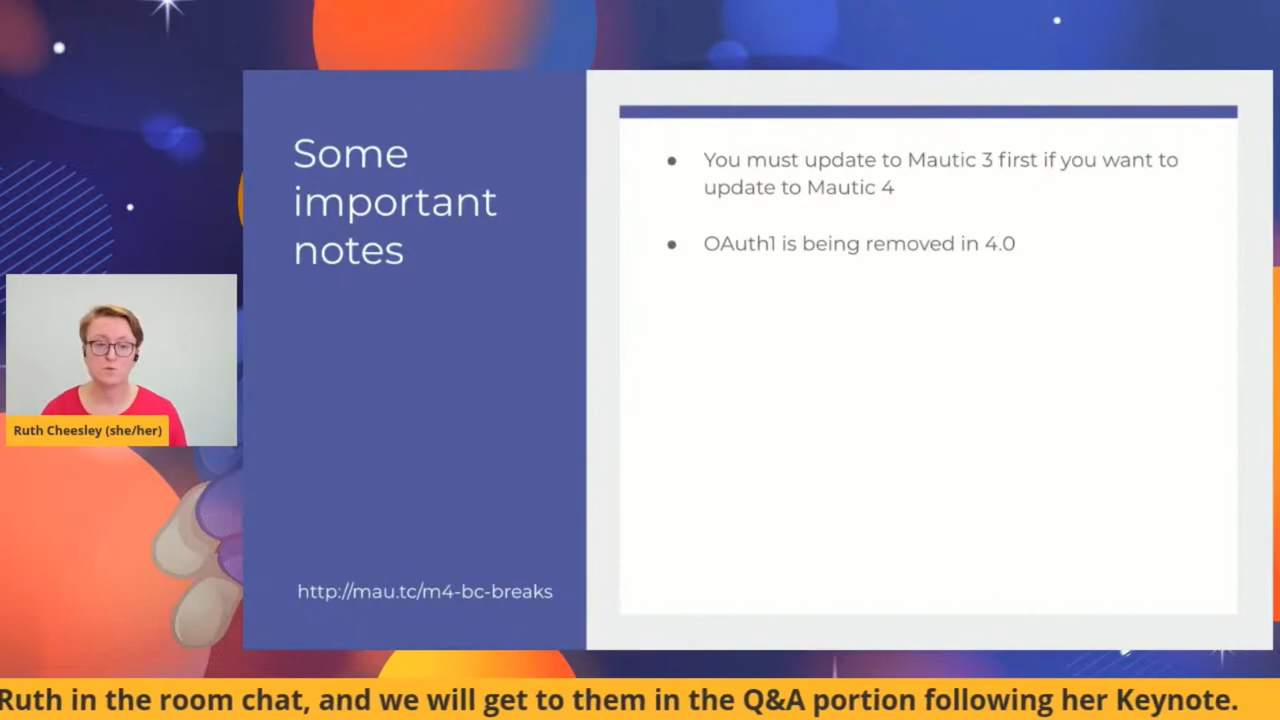 Some
important
notes
http://mau.tc/m4-bc-breaks
● You must update to Mautic 3 first if you want to
update to Mautic 4
● OAuth1 is being removed in 4.0
Ruth Cheesley (she/her)
Ruth in the room chat, and we will get to them in the Q&A portion following her Keynote.